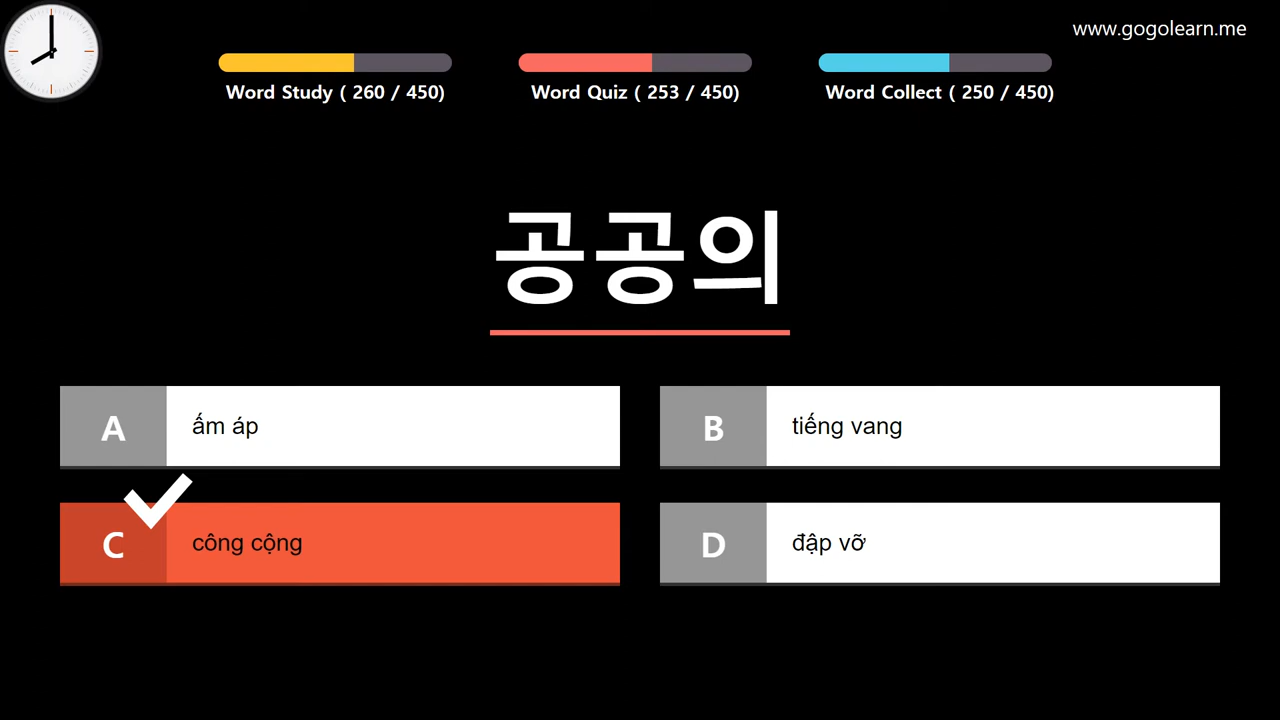 www.gogolearn.me
Word Study ( 260 / 450)
Word Quiz ( 253 / 450)
Word Collect ( 250 / 450)
공공의
A ấm áp
B tiếng vang
C công cộng
D đập vỡ